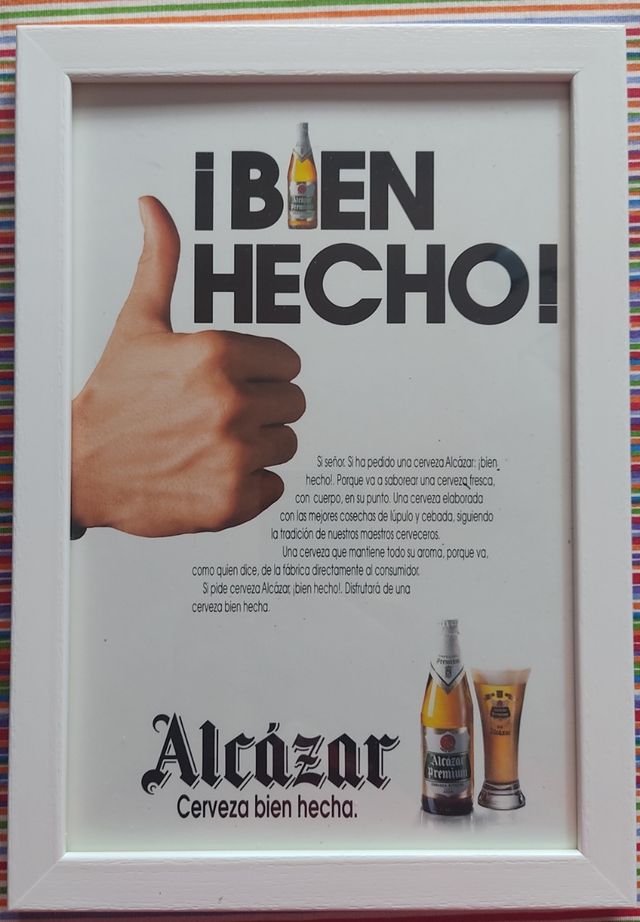 ¡BIEN
HECHO!
Si señor. Si ha pedido una cerveza Alcázar: ¡bien
hecho!. Porque va a saborear una cerveza fresca,
con cuerpo, en su punto. Una cerveza elaborada
con las mejores cosechas de lúpulo y cebada, siguiendo
la tradición de nuestros maestros cerveceros.
Una cerveza que mantiene todo su aroma, porque va,
como quien dice, de la fábrica directamente al consumidor.
Si pide cerveza Alcázar, ¡bien hecho!. Disfrutará de una
cerveza bien hecha.
Premium
Alcázar
Premium
Alcázar
Alcázar
Cerveza bien hecha.